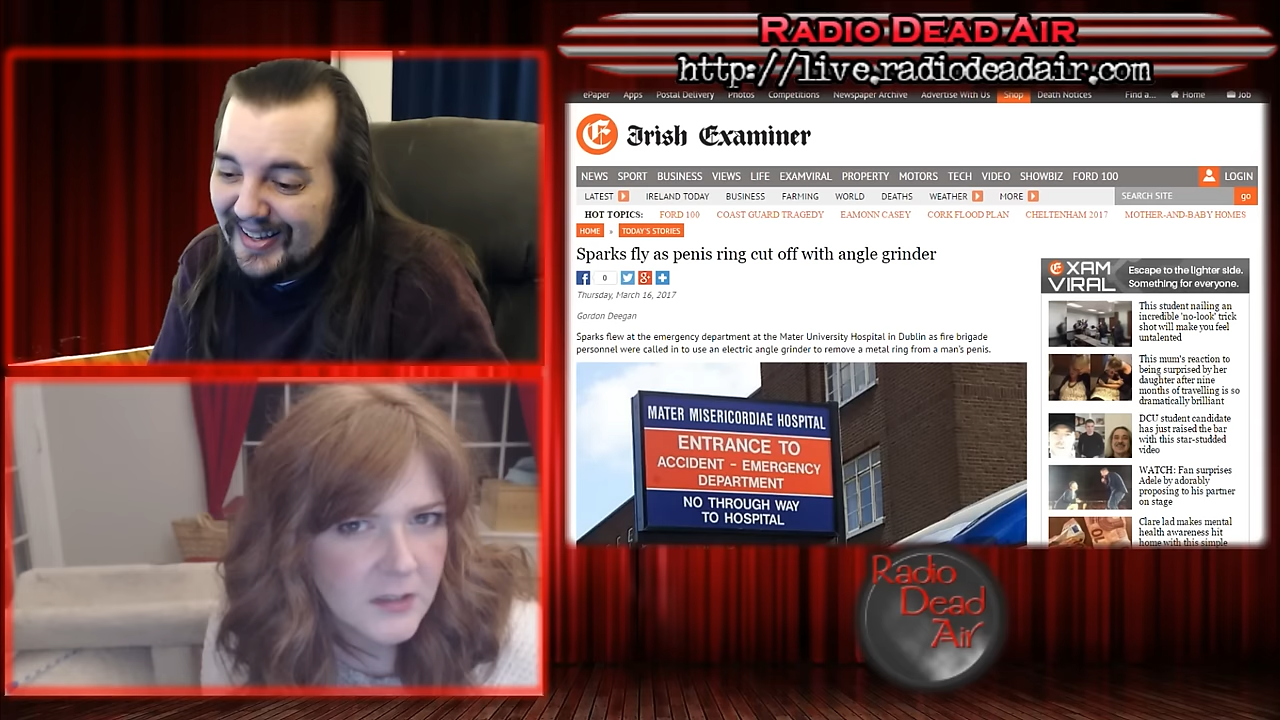 RADIO DEAD AIR
http://live.radiodeadair.com
ePaper Apps Postal Delivery Photos Competitions Newspaper Archive Advertise With Us Shop Death Notices Find a... Home Job
Irish Examiner
NEWS SPORT BUSINESS VIEWS LIFE EXAMVIRAL PROPERTY MOTORS TECH VIDEO SHOWBIZ FORD 100 LOGIN
LATEST IRELAND TODAY BUSINESS FARMING WORLD DEATHS WEATHER MORE SEARCH SITE go
HOT TOPICS: FORD 100 COAST GUARD TRAGEDY EAMONN CASEY CORK FLOOD PLAN CHELTENHAM 2017 MOTHER-AND-BABY HOMES
HOME TODAY'S STORIES
Sparks fly as penis ring cut off with angle grinder
0
Thursday, March 16, 2017
Gordon Deegan
Sparks flew at the emergency department at the Mater University Hospital in Dublin as fire brigade
personnel were called in to use an electric angle grinder to remove a metal ring from a man's penis.
MATER MISERICORDIAE HOSPITAL
ENTRANCE TO
ACCIDENT - EMERGENCY
DEPARTMENT
NO THROUGH WAY
TO HOSPITAL
EXAM
VIRAL
Escape to the lighter side.
Something for everyone.
This student nailing an
incredible 'no-look' trick
shot will make you feel
untalented
This mum's reaction to
being surprised by her
daughter after nine
months of travelling is so
dramatically brilliant
DCU student candidate
has just raised the bar
with this star-studded
video
WATCH: Fan surprises
Adele by adorably
proposing to his partner
on stage
Clare lad makes mental
health awareness hit
home with this simple
Radio
Dead
Air